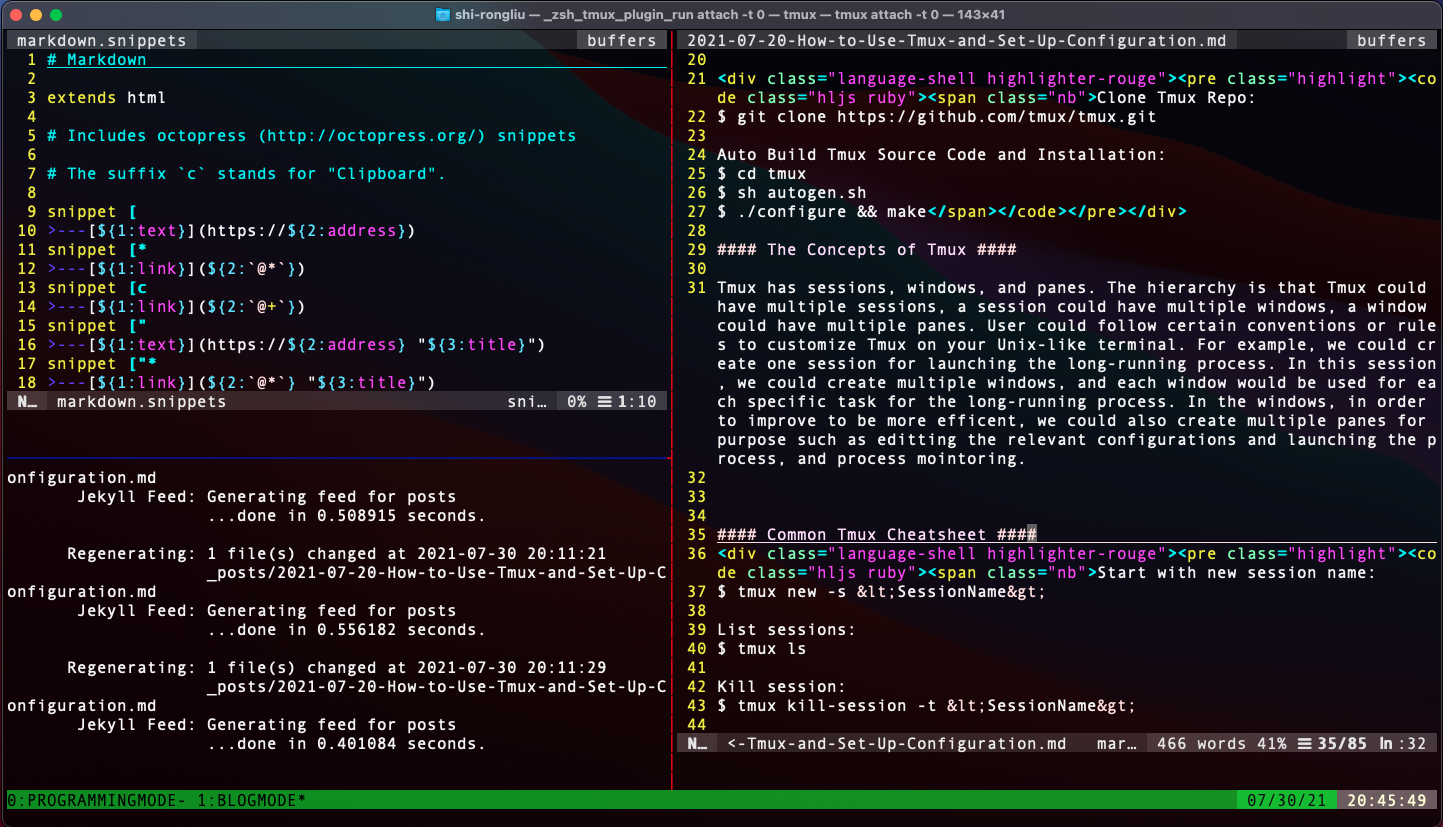 shi-rongliu — _zsh_tmux_plugin_run attach -t 0 — tmux — tmux attach -t 0 — 143×41
markdown.snippets buffers
1 # Markdown
2
3 extends html
4
5 # Includes octopress (http://octopress.org/) snippets
6
7 # The suffix `c` stands for "Clipboard".
8
9 snippet [
10 >---[${1:text}](https://${2:address})
11 snippet [*
12 >---[${1:link}](${2:`@*`})
13 snippet [c
14 >---[${1:link}](${2:`@+`})
15 snippet ["
16 >---[${1:text}](https://${2:address} "${3:title}")
17 snippet ["*
18 >---[${1:link}](${2:`@*`} "${3:title}")
N… markdown.snippets sni… 0% ☰ 1:10
onfiguration.md
Jekyll Feed: Generating feed for posts
...done in 0.508915 seconds.
Regenerating: 1 file(s) changed at 2021-07-30 20:11:21
_posts/2021-07-20-How-to-Use-Tmux-and-Set-Up-C
onfiguration.md
Jekyll Feed: Generating feed for posts
...done in 0.556182 seconds.
Regenerating: 1 file(s) changed at 2021-07-30 20:11:29
_posts/2021-07-20-How-to-Use-Tmux-and-Set-Up-C
onfiguration.md
Jekyll Feed: Generating feed for posts
...done in 0.401084 seconds.
2021-07-20-How-to-Use-Tmux-and-Set-Up-Configuration.md buffers
20
21 <div class="language-shell highlighter-rouge"><pre class="highlight"><co
de class="hljs ruby"><span class="nb">Clone Tmux Repo:
22 $ git clone https://github.com/tmux/tmux.git
23
24 Auto Build Tmux Source Code and Installation:
25 $ cd tmux
26 $ sh autogen.sh
27 $ ./configure && make</span></code></pre></div>
28
29 #### The Concepts of Tmux ####
30
31 Tmux has sessions, windows, and panes. The hierarchy is that Tmux could
have multiple sessions, a session could have multiple windows, a window
could have multiple panes. User could follow certain conventions or rule
s to customize Tmux on your Unix-like terminal. For example, we could cr
eate one session for launching the long-running process. In this session
, we could create multiple windows, and each window would be used for ea
ch specific task for the long-running process. In the windows, in order
to improve to be more efficent, we could also create multiple panes for
purpose such as editting the relevant configurations and launching the p
rocess, and process mointoring.
32
33
34
35 #### Common Tmux Cheatsheet ####
36 <div class="language-shell highlighter-rouge"><pre class="highlight"><co
de class="hljs ruby"><span class="nb">Start with new session name:
37 $ tmux new -s &lt;SessionName&gt;
38
39 List sessions:
40 $ tmux ls
41
42 Kill session:
43 $ tmux kill-session -t &lt;SessionName&gt;
44
N… <-Tmux-and-Set-Up-Configuration.md mar… 466 words 41% ☰ 35/85 ln :32
0:PROGRAMMINGMODE- 1:BLOGMODE* 07/30/21 20:45:49